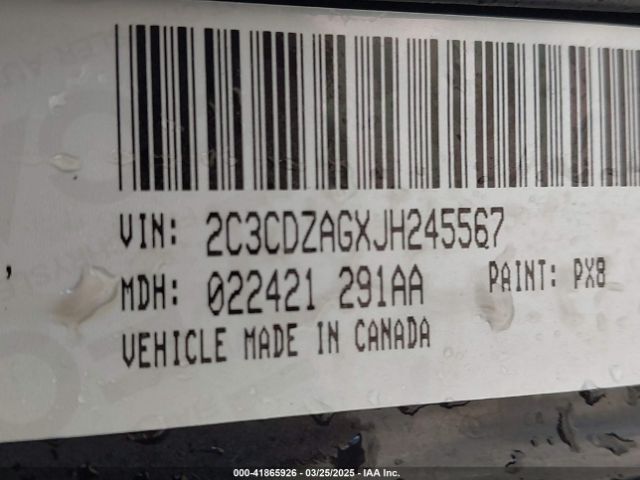 VIN: 2C3CDZAGXJH245567
MDH: 022421 291AA PAINT: PX8
VEHICLE MADE IN CANADA
000-41865926 - 03/25/2025 - IAA Inc.